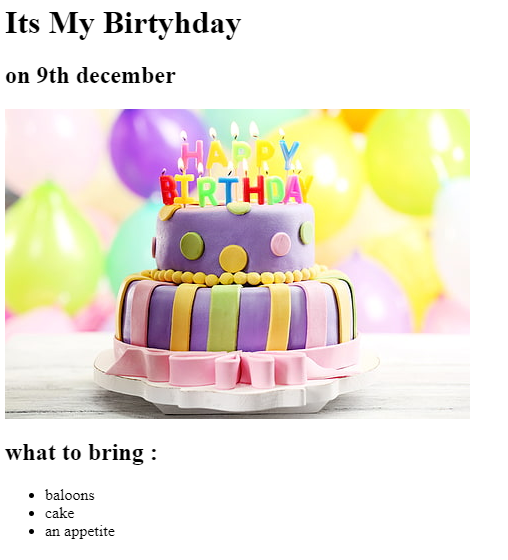 Its My Birtyhday
on 9th december
HAPPY
BIRTHDAY
what to bring :
baloons
cake
an appetite